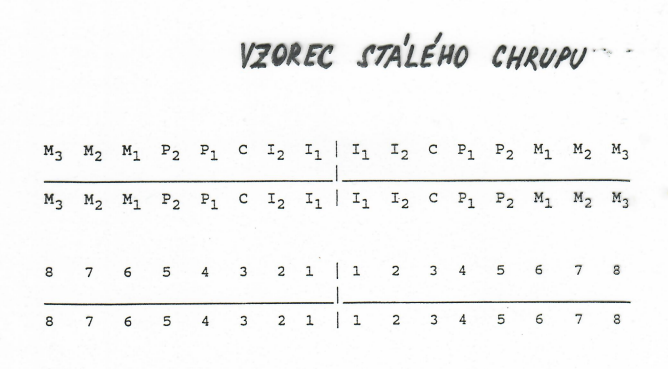 VZOREC STÁLÉHO CHRUPU
M₃ M₂ M₁ P₂ P₁ C I₂ I₁ | I₁ I₂ C P₁ P₂ M₁ M₂ M₃
M₃ M₂ M₁ P₂ P₁ C I₂ I₁ | I₁ I₂ C P₁ P₂ M₁ M₂ M₃
8 7 6 5 4 3 2 1 | 1 2 3 4 5 6 7 8
8 7 6 5 4 3 2 1 | 1 2 3 4 5 6 7 8